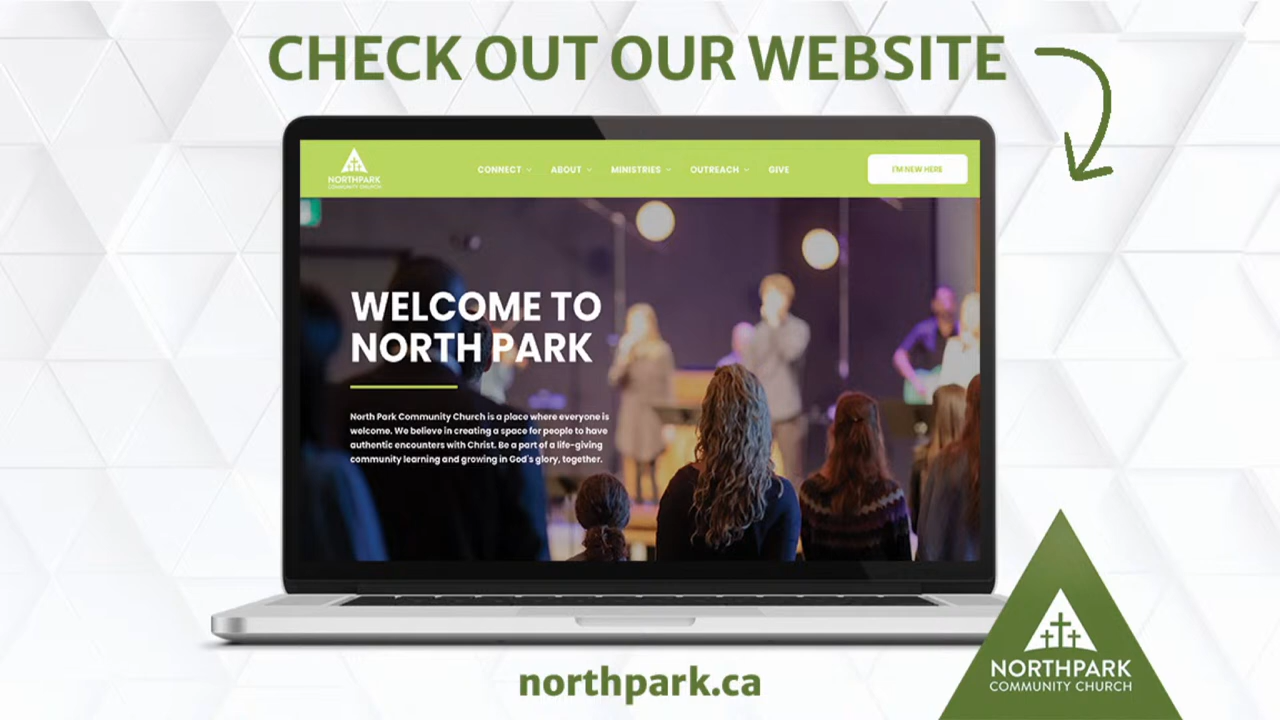 CHECK OUT OUR WEBSITE
NORTHPARK
COMMUNITY CHURCH
CONNECT ABOUT MINISTRIES OUTREACH GIVE
I'M NEW HERE
WELCOME TO
NORTH PARK
North Park Community Church is a place where everyone is
welcome. We believe in creating a space for people to have
authentic encounters with Christ. Be a part of a life-giving
community learning and growing in God's glory, together.
NORTHPARK
COMMUNITY CHURCH
northpark.ca